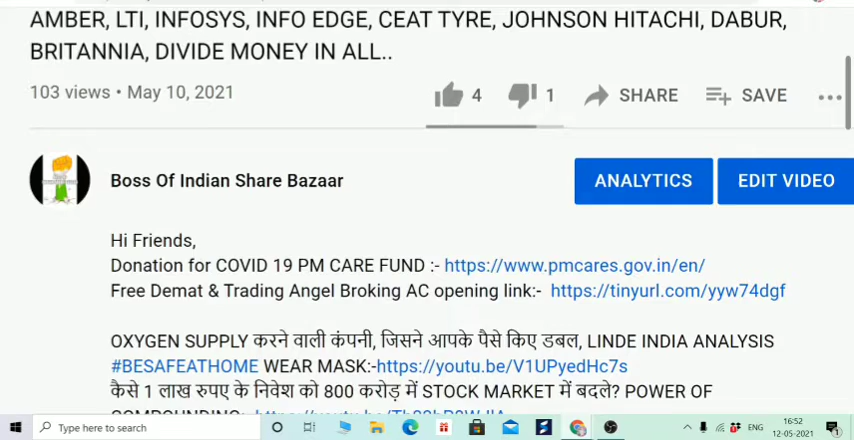 AMBER, LTI, INFOSYS, INFO EDGE, CEAT TYRE, JOHNSON HITACHI, DABUR,
BRITANNIA, DIVIDE MONEY IN ALL..
103 views • May 10, 2021
4 1 SHARE SAVE
Boss Of Indian Share Bazaar
ANALYTICS EDIT VIDEO
Hi Friends,
Donation for COVID 19 PM CARE FUND :- https://www.pmcares.gov.in/en/
Free Demat & Trading Angel Broking AC opening link:- https://tinyurl.com/yyw74dgf
OXYGEN SUPPLY करने वाली कंपनी, जिसने आपके पैसे किए डबल, LINDE INDIA ANALYSIS
#BESAFEATHOME WEAR MASK:-https://youtu.be/V1UPyedHc7s
कैसे 1 लाख रुपए के निवेश को 800 करोड़ में STOCK MARKET में बदले? POWER OF
Type here to search
ENG
16:52
12-05-2021